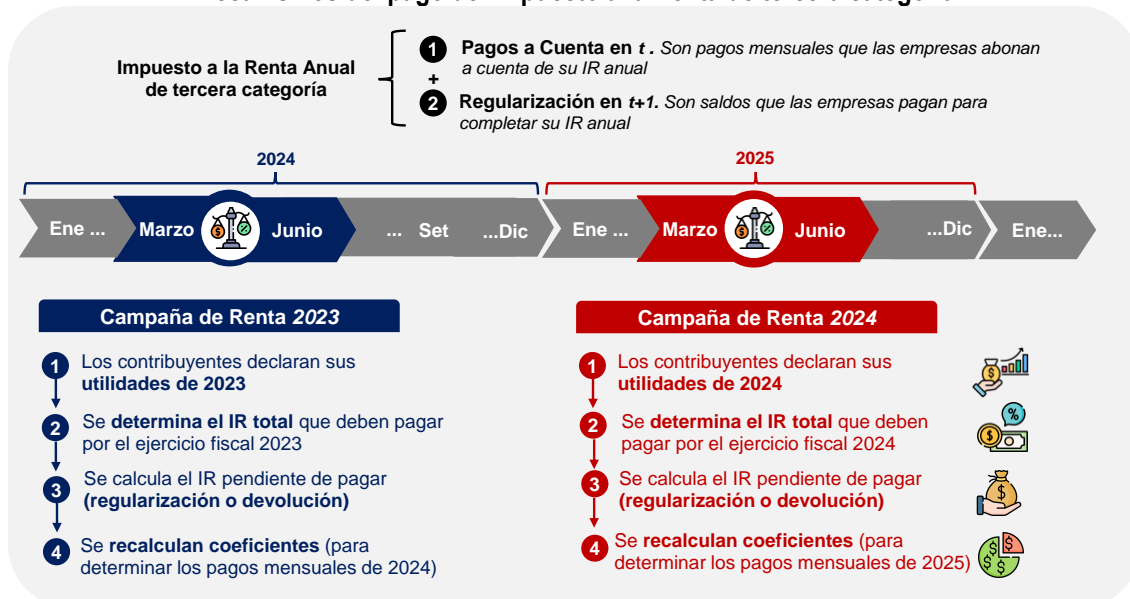 Impuesto a la Renta Anual
de tercera categoría
1 Pagos a Cuenta en t . Son pagos mensuales que las empresas abonan
a cuenta de su IR anual
+
2 Regularización en t+1. Son saldos que las empresas pagan para
completar su IR anual
2024
2025
Ene ... Marzo Junio ... Set ...Dic Ene ... Marzo Junio ...Dic Ene...
Campaña de Renta 2023
1 Los contribuyentes declaran sus
utilidades de 2023
2 Se determina el IR total que deben pagar
por el ejercicio fiscal 2023
3 Se calcula el IR pendiente de pagar
(regularización o devolución)
4 Se recalculan coeficientes (para
determinar los pagos mensuales de 2024)
Campaña de Renta 2024
1 Los contribuyentes declaran sus
utilidades de 2024
2 Se determina el IR total que deben
pagar por el ejercicio fiscal 2024
3 Se calcula el IR pendiente de pagar
(regularización o devolución)
4 Se recalculan coeficientes (para
determinar los pagos mensuales de 2025)